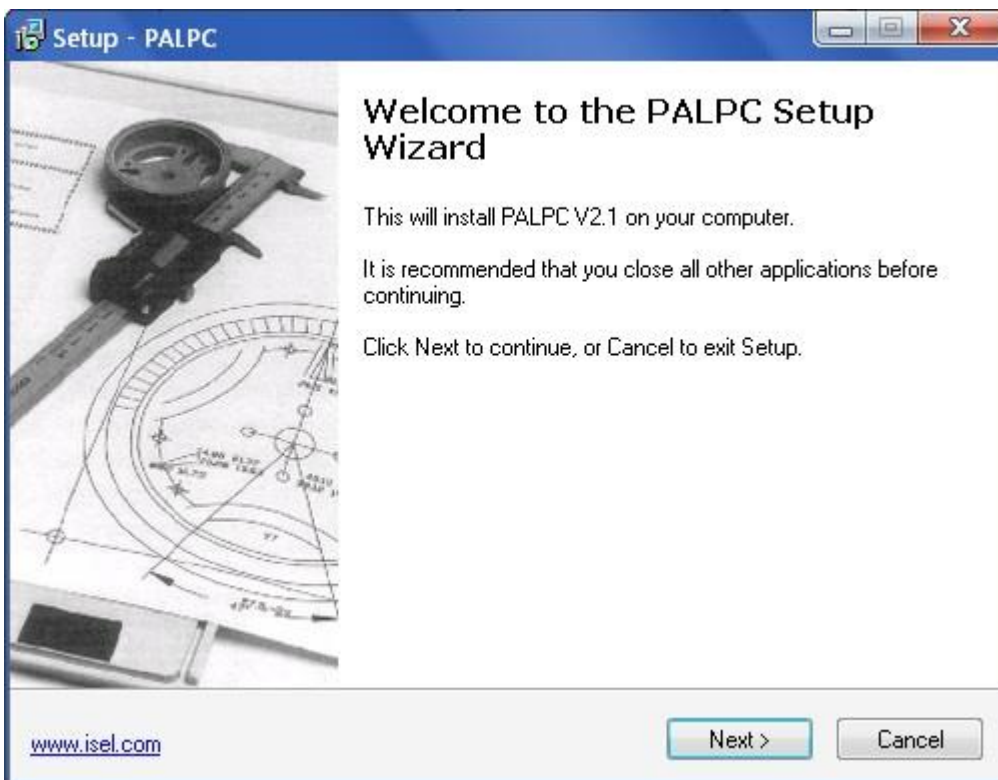 Setup - PALPC
Welcome to the PALPC Setup
Wizard
This will install PALPC V2.1 on your computer.
It is recommended that you close all other applications before
continuing.
Click Next to continue, or Cancel to exit Setup.
www.isel.com
Next >
Cancel